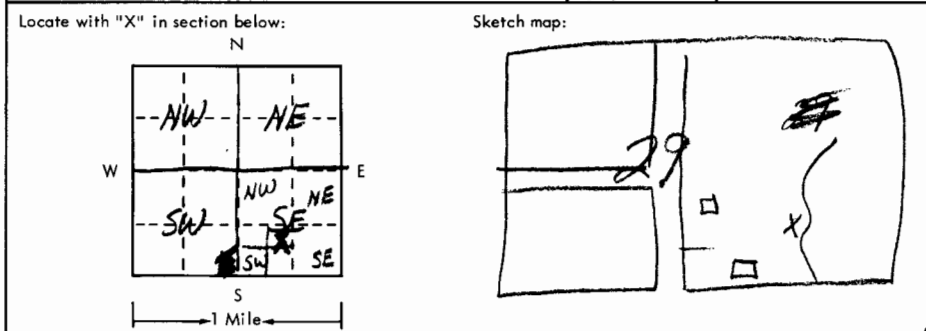 Locate with "X" in section below:
Sketch map:
N
NW NE
W E
NW NE
SW SE
X
SW SE
S
1 Mile
29
X